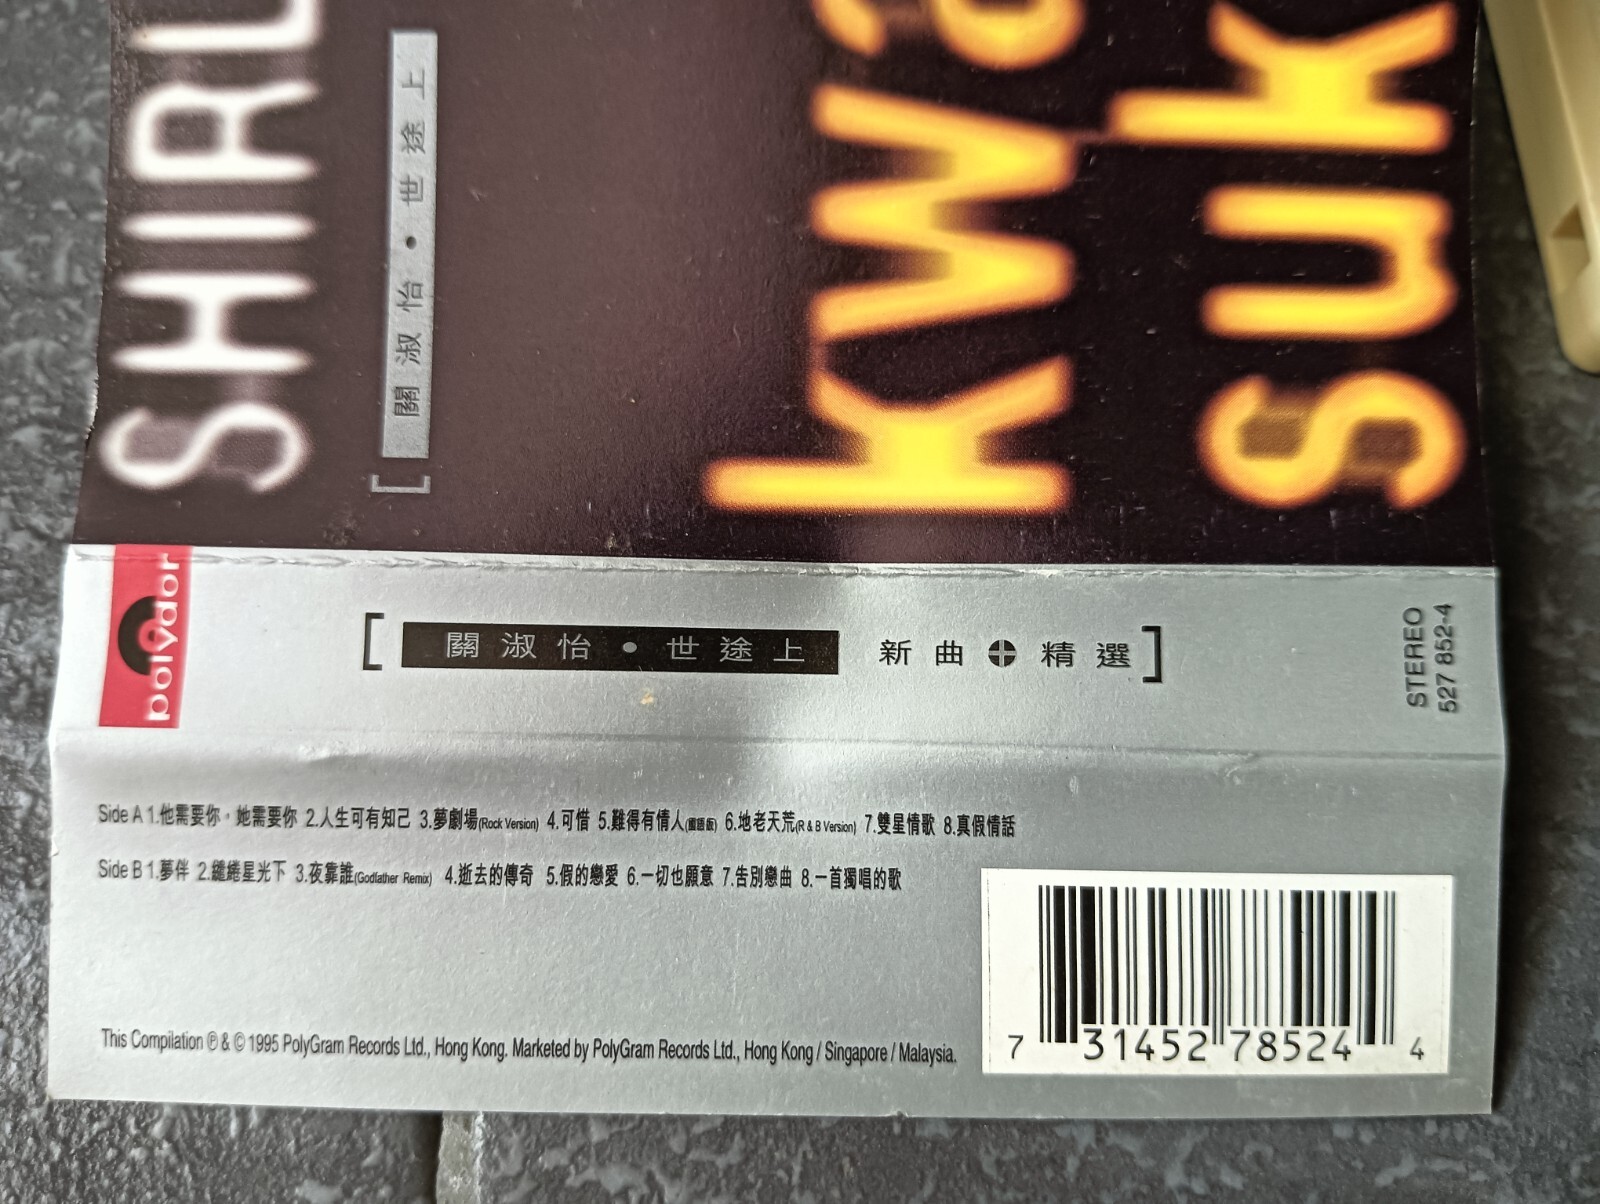 SHIRL
[ 關淑怡•世途上
kwa
suk
polydor
[ 關淑怡•世途上 新曲⊕精選 ]
STEREO
527 852-4
Side A 1.他需要你，她需要你 2.人生可有知己 3.夢劇場(Rock Version) 4.可惜 5.難得有情人(國語版) 6.地老天荒(R & B Version) 7.雙星情歌 8.真假情話
Side B 1.夢伴 2.繾綣星光下 3.夜靠誰(Godfather Remix) 4.逝去的傳奇 5.假的戀愛 6.一切也願意 7.告別戀曲 8.一首獨唱的歌
This Compilation ℗ & © 1995 PolyGram Records Ltd., Hong Kong. Marketed by PolyGram Records Ltd., Hong Kong / Singapore / Malaysia.
7 31452 78524 4